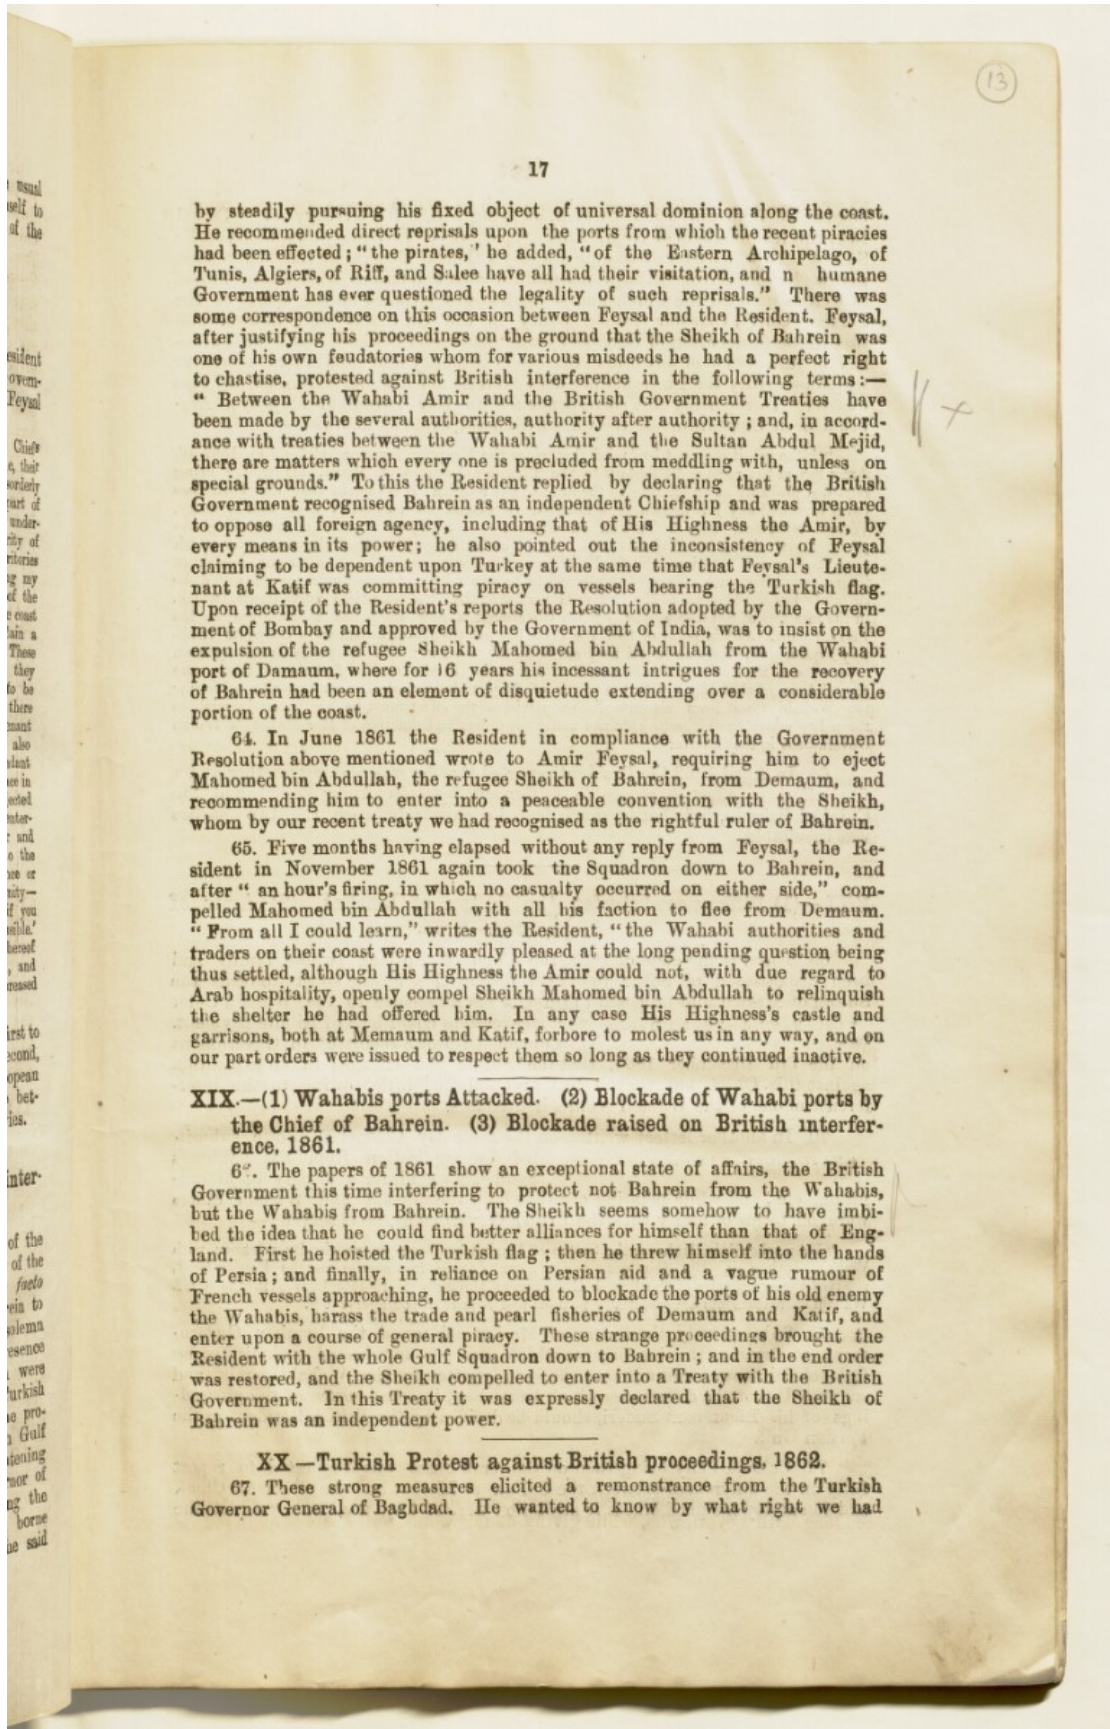 13
17
by steadily pursuing his fixed object of universal dominion along the coast.
He recommended direct reprisals upon the ports from which the recent piracies
had been effected; "the pirates,' he added, "of the Eastern Archipelago, of
Tunis, Algiers, of Riff, and Salee have all had their visitation, and n humane
Government has ever questioned the legality of such reprisals." There was
some correspondence on this occasion between Feysal and the Resident. Feysal,
after justifying his proceedings on the ground that the Sheikh of Bahrein was
one of his own feudatories whom for various misdeeds he had a perfect right
to chastise, protested against British interference in the following terms:—
" Between the Wahabi Amir and the British Government Treaties have
been made by the several authorities, authority after authority ; and, in accord-
ance with treaties between the Wahabi Amir and the Sultan Abdul Mejid,
there are matters which every one is precluded from meddling with, unless on
special grounds." To this the Resident replied by declaring that the British
Government recognised Bahrein as an independent Chiefship and was prepared
to oppose all foreign agency, including that of His Highness the Amir, by
every means in its power; he also pointed out the inconsistency of Feysal
claiming to be dependent upon Turkey at the same time that Feysal's Lieute-
nant at Katif was committing piracy on vessels bearing the Turkish flag.
Upon receipt of the Resident's reports the Resolution adopted by the Govern-
ment of Bombay and approved by the Government of India, was to insist on the
expulsion of the refugee Sheikh Mahomed bin Abdullah from the Wahabi
port of Damaum, where for 16 years his incessant intrigues for the recovery
of Bahrein had been an element of disquietude extending over a considerable
portion of the coast.
64. In June 1861 the Resident in compliance with the Government
Resolution above mentioned wrote to Amir Feysal, requiring him to eject
Mahomed bin Abdullah, the refugee Sheikh of Bahrein, from Demaum, and
recommending him to enter into a peaceable convention with the Sheikh,
whom by our recent treaty we had recognised as the rightful ruler of Bahrein.
65. Five months having elapsed without any reply from Feysal, the Re-
sident in November 1861 again took the Squadron down to Bahrein, and
after " an hour's firing, in which no casualty occurred on either side," com-
pelled Mahomed bin Abdullah with all his faction to flee from Demaum.
" From all I could learn," writes the Resident, " the Wahabi authorities and
traders on their coast were inwardly pleased at the long pending question being
thus settled, although His Highness the Amir could not, with due regard to
Arab hospitality, openly compel Sheikh Mahomed bin Abdullah to relinquish
the shelter he had offered him. In any case His Highness's castle and
garrisons, both at Memaum and Katif, forbore to molest us in any way, and on
our part orders were issued to respect them so long as they continued inactive.
XIX.—(1) Wahabis ports Attacked. (2) Blockade of Wahabi ports by
the Chief of Bahrein. (3) Blockade raised on British interfer-
ence, 1861.
6 . The papers of 1861 show an exceptional state of affairs, the British
Government this time interfering to protect not Bahrein from the Wahabis,
but the Wahabis from Bahrein. The Sheikh seems somehow to have imbi-
bed the idea that he could find better alliances for himself than that of Eng-
land. First he hoisted the Turkish flag ; then he threw himself into the hands
of Persia ; and finally, in reliance on Persian aid and a vague rumour of
French vessels approaching, he proceeded to blockade the ports of his old enemy
the Wahabis, harass the trade and pearl fisheries of Demaum and Katif, and
enter upon a course of general piracy. These strange proceedings brought the
Resident with the whole Gulf Squadron down to Bahrein ; and in the end order
was restored, and the Sheikh compelled to enter into a Treaty with the British
Government. In this Treaty it was expressly declared that the Sheikh of
Bahrein was an independent power.
XX —Turkish Protest against British proceedings, 1862.
67. These strong measures elicited a remonstrance from the Turkish
Governor General of Baghdad. He wanted to know by what right we had